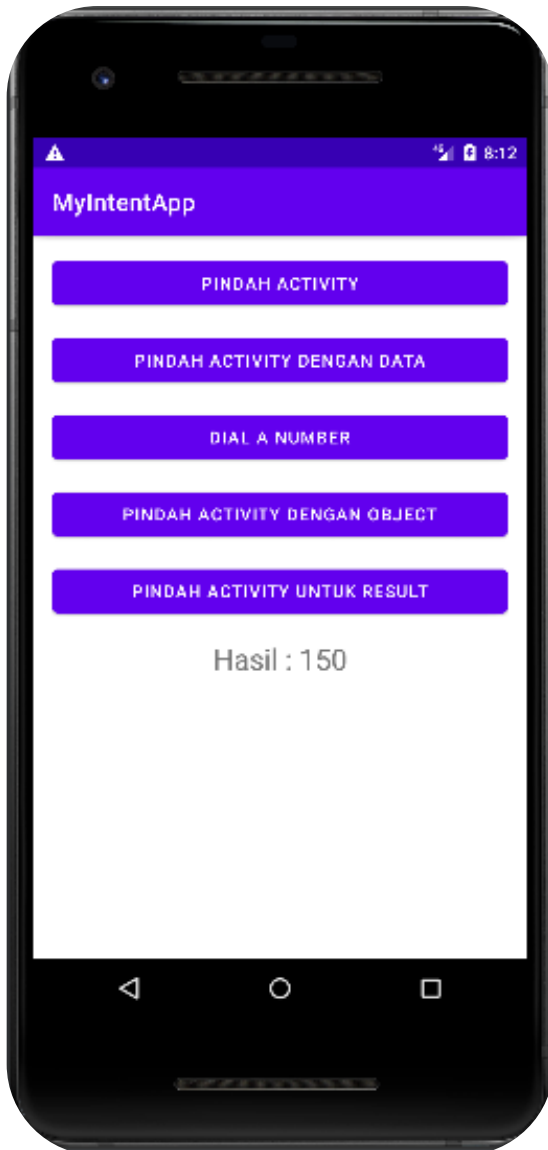 8:12
MyIntentApp
PINDAH ACTIVITY
PINDAH ACTIVITY DENGAN DATA
DIAL A NUMBER
PINDAH ACTIVITY DENGAN OBJECT
PINDAH ACTIVITY UNTUK RESULT
Hasil : 150